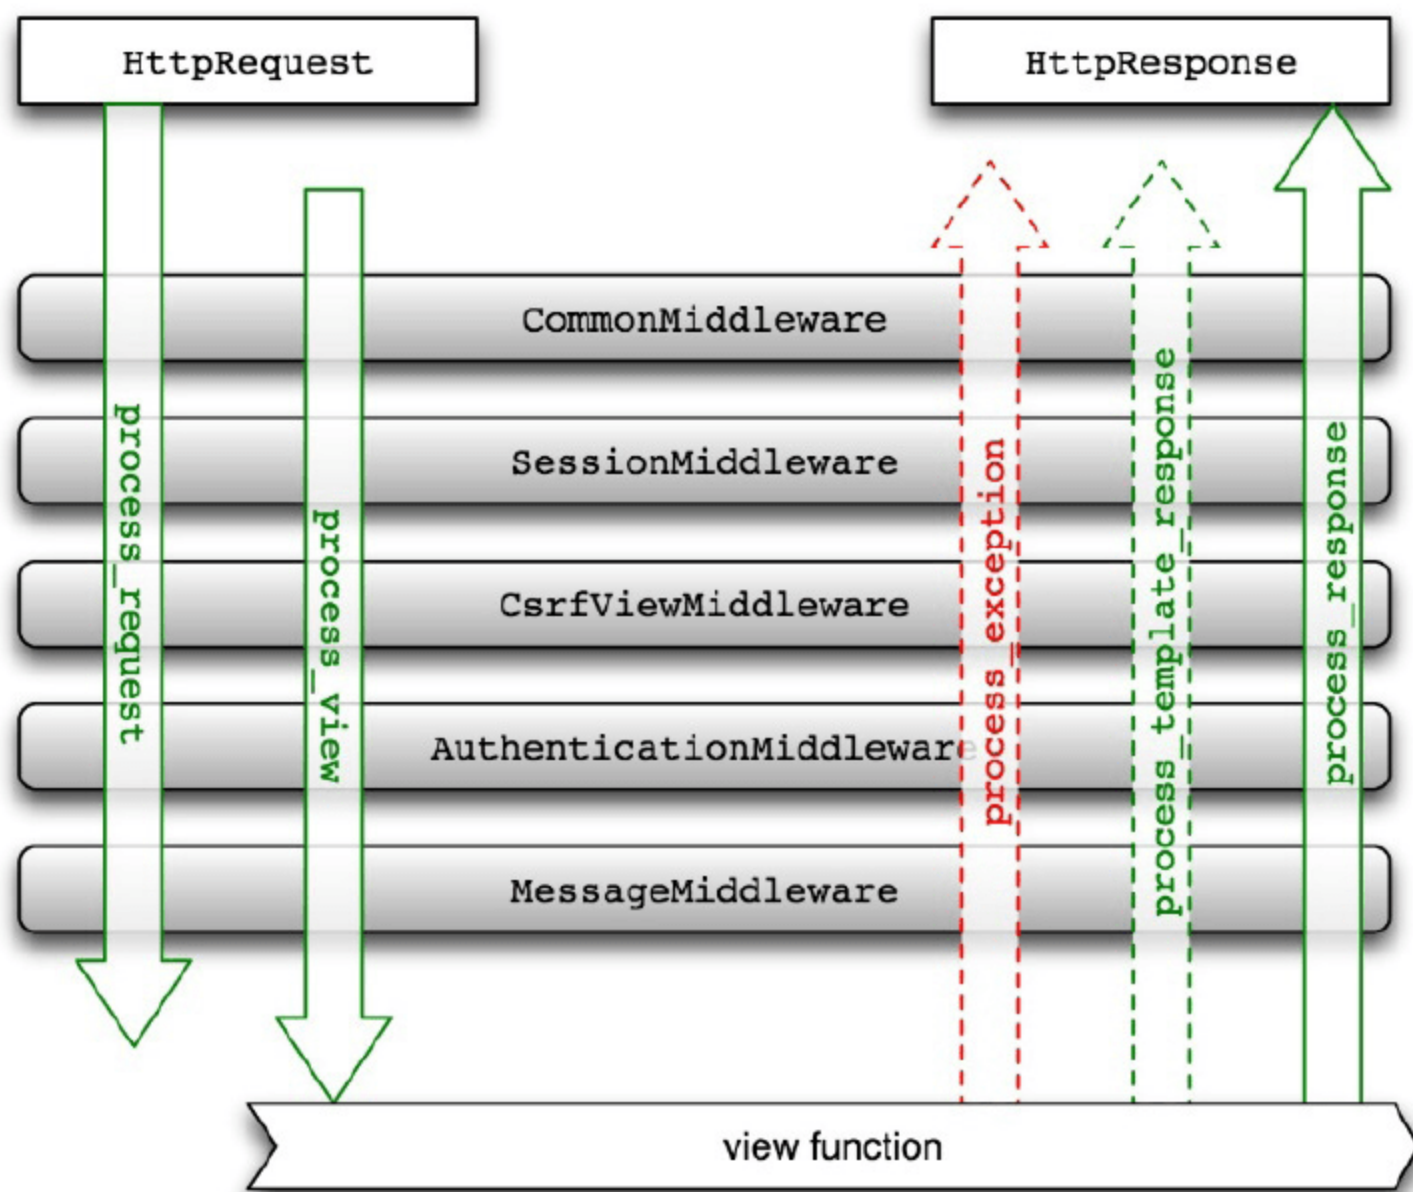 HttpRequest
HttpResponse
CommonMiddleware
SessionMiddleware
CsrfViewMiddleware
AuthenticationMiddleware
MessageMiddleware
process_request
process_view
process_exception
process_template_response
process_response
view function